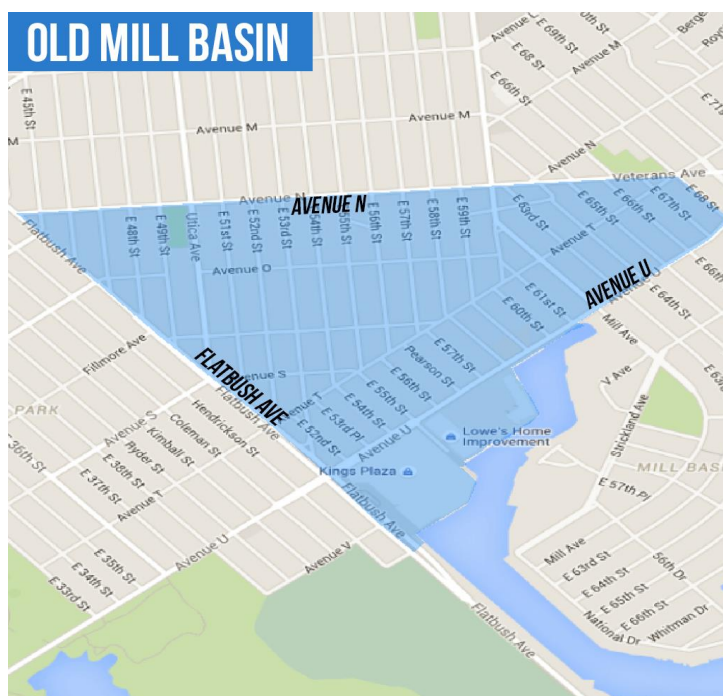 OLD MILL BASIN
E 45th St
M
Avenue M
Avenue M
Avenue M
E 66th St
E 68 St
E 69th St
Avenue N
Veterans Ave
Avenue N
AVENUE N
Flatbush Ave
E 48th St
E 49th St
Utica Ave
E 51st St
E 52nd St
E 53rd St
E 54th St
E 55th St
E 56th St
E 57th St
E 58th St
E 59th St
E 63rd St
E 65th St
E 66th St
E 67th St
E 68 St
Avenue T
Avenue O
AVENUE U
E 61st St
E 60th St
E 64th St
Mill Ave
V Ave
Strickland Ave
Fillmore Ave
FLATBUSH AVE
Avenue S
Flatbush Ave
Avenue T
Pearson St
E 57th St
E 56th St
E 55th St
E 54th St
E 53rd Pl
E 52nd St
Avenue U
PARK
Avenue S
Hendrickson St
Coleman St
Kimball St
Ryder St
E 38th St
E 37th St
E 36th St
Avenue T
Lowe's Home
Improvement
Kings Plaza
Flatbush Ave
MILL BAS
E 57th Pl
E 35th St
E 34th St
E 33rd St
Avenue U
Avenue V
Mill Ave
E 63rd St
E 64th St
E 65th St
E 66th St
56th Dr
National Dr
Whitman Dr
Flatbush Ave